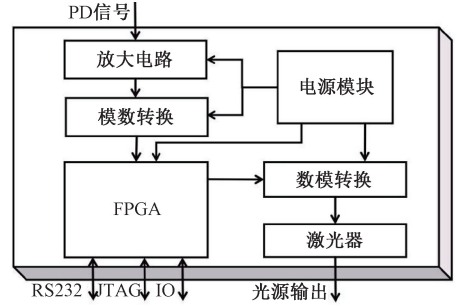 PD信号
放大电路
模数转换
电源模块
FPGA
数模转换
激光器
RS232 JTAG IO 光源输出